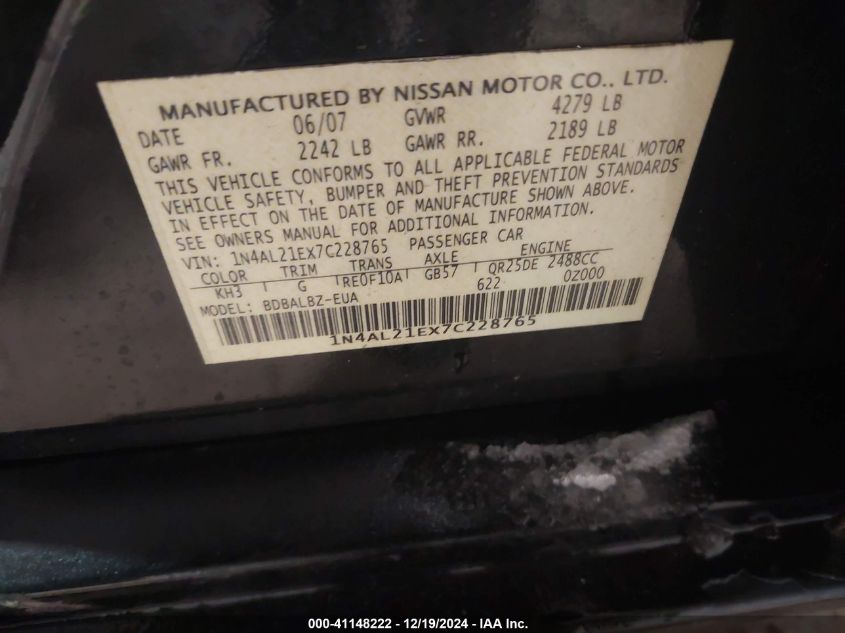 MANUFACTURED BY NISSAN MOTOR CO., LTD.
DATE 06/07 GVWR 4279 LB
GAWR FR. 2242 LB GAWR RR. 2189 LB
THIS VEHICLE CONFORMS TO ALL APPLICABLE FEDERAL MOTOR
VEHICLE SAFETY, BUMPER AND THEFT PREVENTION STANDARDS
IN EFFECT ON THE DATE OF MANUFACTURE SHOWN ABOVE.
SEE OWNERS MANUAL FOR ADDITIONAL INFORMATION.
VIN: 1N4AL21EX7C228765 PASSENGER CAR
COLOR TRIM TRANS AXLE ENGINE
KH3 G RE0F10A GB57 QR25DE 2488CC
MODEL: BDBALBZ-EUA 622 0Z000
1N4AL21EX7C228765
000-41148222 - 12/19/2024 - IAA Inc.